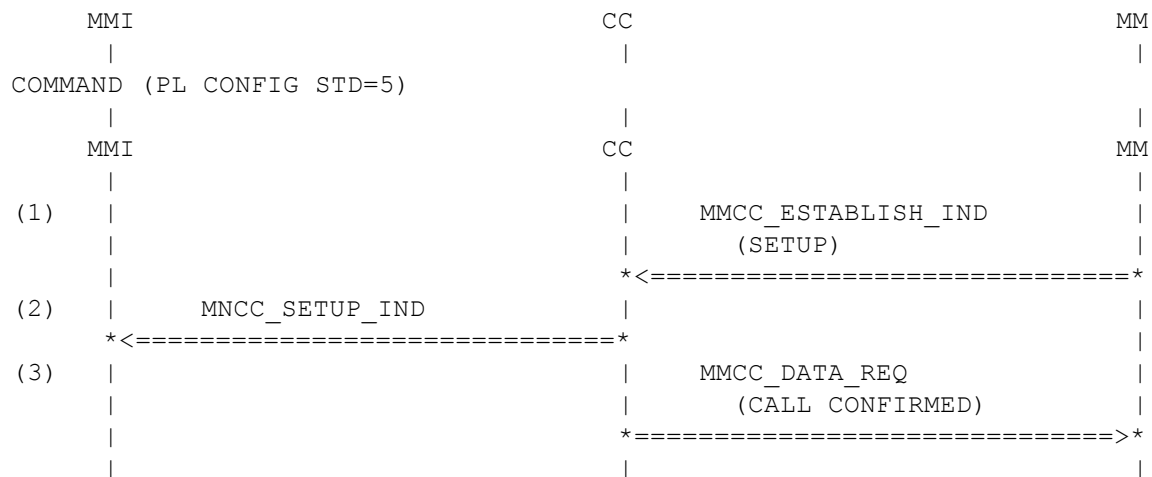 MMI CC MM
| | |
COMMAND (PL CONFIG STD=5)
| | |
MMI CC MM
| | |
(1) | | MMCC_ESTABLISH_IND |
| | (SETUP) |
| *<==============================*
(2) | MNCC_SETUP_IND | |
*<==============================* |
(3) | | MMCC_DATA_REQ |
| | (CALL CONFIRMED) |
| *==============================>*
| | |